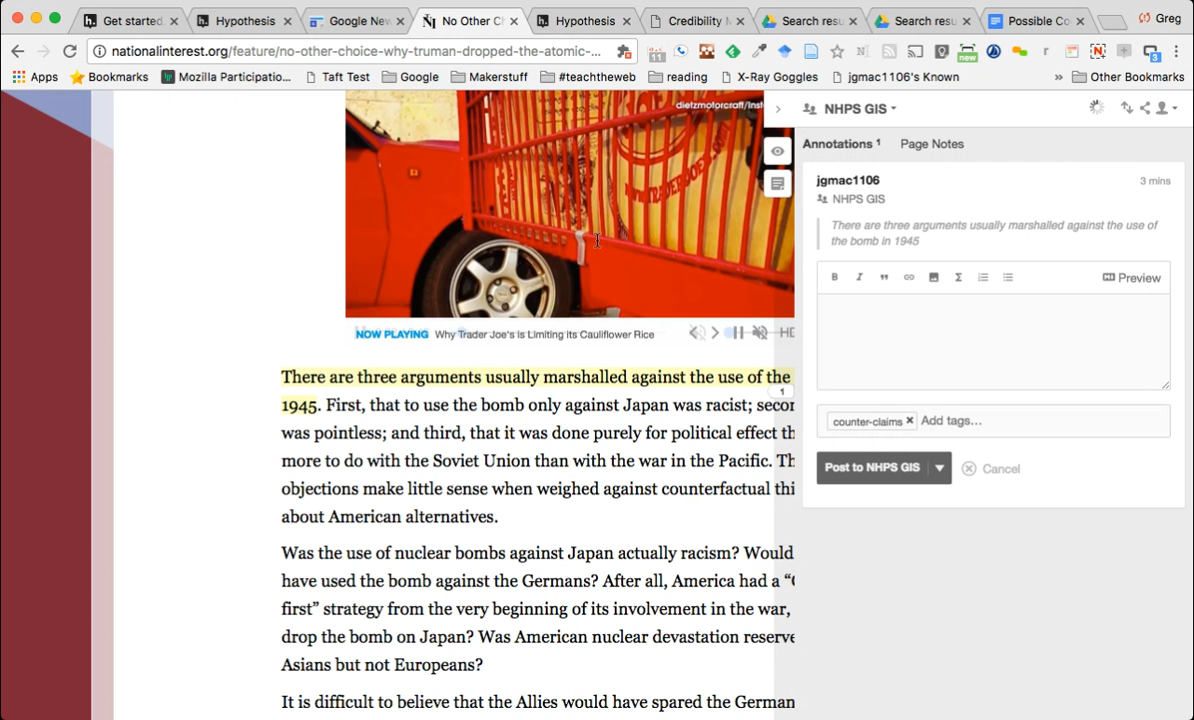 Get started.
Hypothesis
Google New
No Other C
Hypothesis
Credibility
Search resu
Search resu
Possible Co
Greg
nationalinterest.org/feature/no-other-choice-why-truman-dropped-the-atomic-...
11
new
r
3
Apps
Bookmarks
Mozilla Participatio...
Taft Test
Google
Makerstuff
#teachtheweb
reading
X-Ray Goggles
jgmac1106's Known
»
Other Bookmarks
dietzmotorcraft/Inst
NOW PLAYING Why Trader Joe's is Limiting its Cauliflower Rice
HD
There are three arguments usually marshalled against the use of the
1945. First, that to use the bomb only against Japan was racist; secon
was pointless; and third, that it was done purely for political effect th
more to do with the Soviet Union than with the war in the Pacific. Th
objections make little sense when weighed against counterfactual thi
about American alternatives.
Was the use of nuclear bombs against Japan actually racism? Would
have used the bomb against the Germans? After all, America had a “G
first” strategy from the very beginning of its involvement in the war,
drop the bomb on Japan? Was American nuclear devastation reserve
Asians but not Europeans?
It is difficult to believe that the Allies would have spared the German
1
NHPS GIS
Annotations 1
Page Notes
jgmac1106
3 mins
NHPS GIS
There are three arguments usually marshalled against the use of
the bomb in 1945
B I ” Σ
Preview
counter-claims
Add tags...
Post to NHPS GIS
Cancel